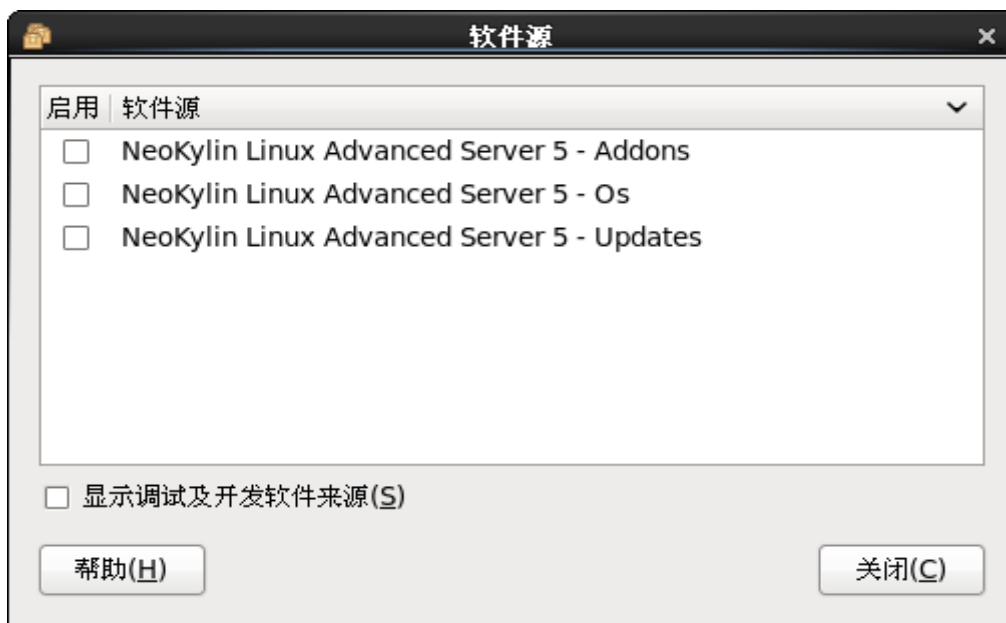 软件源
启用 软件源
NeoKylin Linux Advanced Server 5 - Addons
NeoKylin Linux Advanced Server 5 - Os
NeoKylin Linux Advanced Server 5 - Updates
显示调试及开发软件来源(S)
帮助(H) 关闭(C)